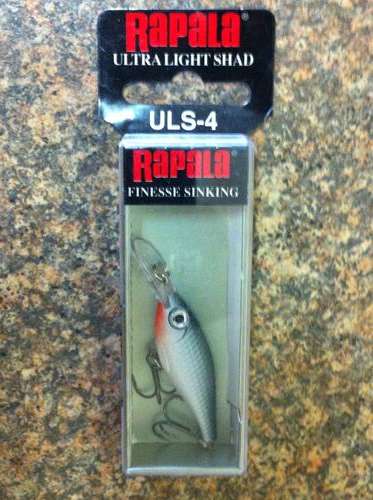 RAPALA®
ULTRA LIGHT SHAD
ULS-4
RAPALA®
FINESSE SINKING